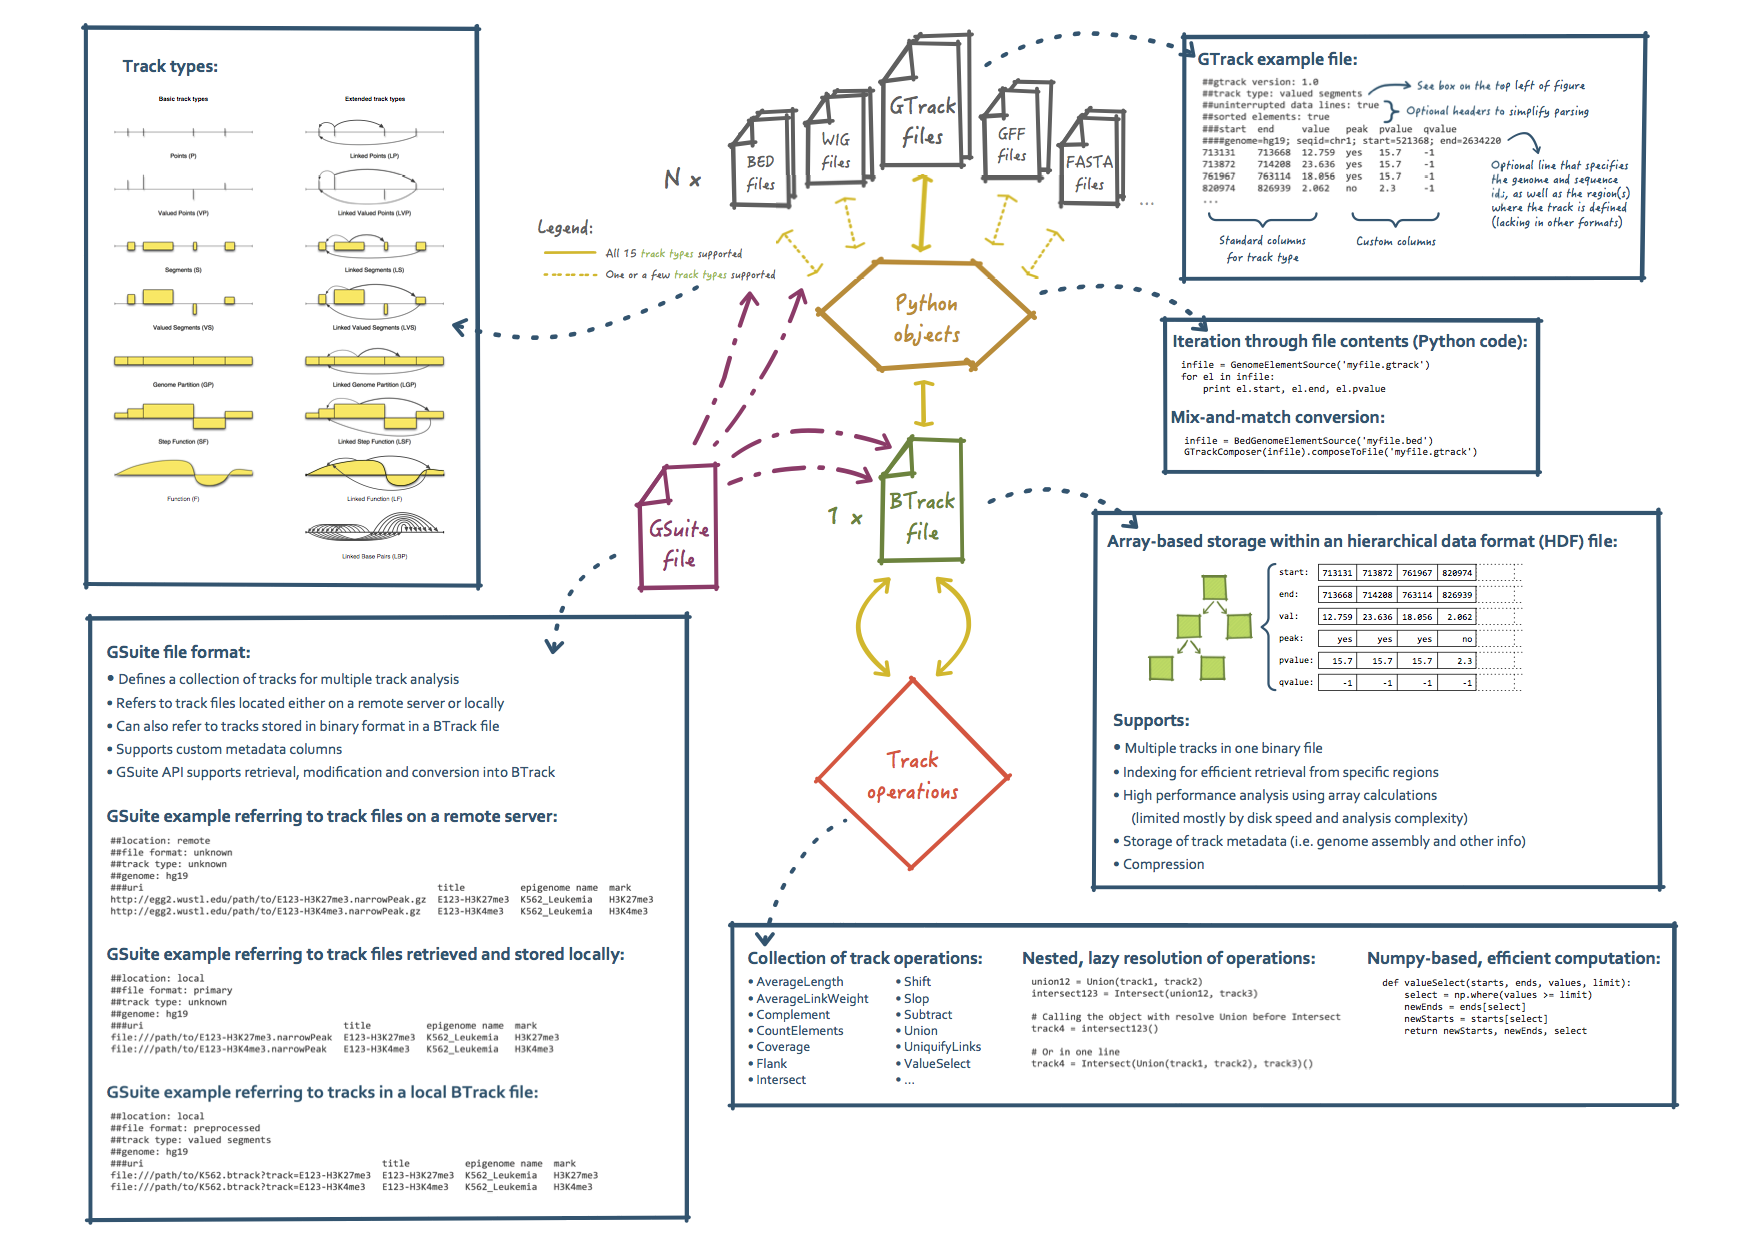 Track types:
Basic track types
Extended track types
Points (P)
Linked Points (LP)
Valued Points (VP)
Linked Valued Points (LVP)
Segments (S)
Linked Segments (LS)
Valued Segments (VS)
Linked Valued Segments (LVS)
Genome Partition (GP)
Linked Genome Partition (LGP)
Step Function (SF)
Linked Step Function (LSF)
Function (F)
Linked Function (LF)
Linked Base Pairs (LBP)
N x
BED
files
WIG
files
GTrack
files
GFF
files
FASTA
files
...
Legend:
All 15 track types supported
One or a few track types supported
Python
objects
GSuite
file
1 x
BTrack
file
Track
operations
GTrack example file:
##gtrack version: 1.0
##track type: valued segments
##uninterrupted data lines: true
##sorted elements: true
###start end value peak pvalue qvalue
####genome=hg19; seqid=chr1; start=521368; end=2634220
713131 713668 12.759 yes 15.7 -1
713872 714208 23.636 yes 15.7 -1
761967 763114 18.056 yes 15.7 -1
820974 826939 2.062 no 2.3 -1
...
See box on the top left of figure
Optional headers to simplify parsing
Optional line that specifies
the genome and sequence
id;, as well as the region(s)
where the track is defined
(lacking in other formats)
Standard columns
for track type
Custom columns
Iteration through file contents (Python code):
infile = GenomeElementSource('myfile.gtrack')
for el in infile:
print el.start, el.end, el.pvalue
Mix-and-match conversion:
infile = BedGenomeElementSource('myfile.bed')
GTrackComposer(infile).composeToFile('myfile.gtrack')
Array-based storage within an hierarchical data format (HDF) file:
start: 713131 713872 761967 820974
end: 713668 714208 763114 826939
val: 12.759 23.636 18.056 2.062
peak: yes yes yes no
pvalue: 15.7 15.7 15.7 2.3
qvalue: -1 -1 -1 -1
Supports:
• Multiple tracks in one binary file
• Indexing for efficient retrieval from specific regions
• High performance analysis using array calculations
(limited mostly by disk speed and analysis complexity)
• Storage of track metadata (i.e. genome assembly and other info)
• Compression
GSuite file format:
• Defines a collection of tracks for multiple track analysis
• Refers to track files located either on a remote server or locally
• Can also refer to tracks stored in binary format in a BTrack file
• Supports custom metadata columns
• GSuite API supports retrieval, modification and conversion into BTrack
GSuite example referring to track files on a remote server:
##location: remote
##file format: unknown
##track type: unknown
##genome: hg19
###uri title epigenome name mark
http://egg2.wustl.edu/path/to/E123-H3K27me3.narrowPeak.gz E123-H3K27me3 K562_Leukemia H3K27me3
http://egg2.wustl.edu/path/to/E123-H3K4me3.narrowPeak.gz E123-H3K4me3 K562_Leukemia H3K4me3
GSuite example referring to track files retrieved and stored locally:
##location: local
##file format: primary
##track type: unknown
##genome: hg19
###uri title epigenome name mark
file:///path/to/E123-H3K27me3.narrowPeak E123-H3K27me3 K562_Leukemia H3K27me3
file:///path/to/E123-H3K4me3.narrowPeak E123-H3K4me3 K562_Leukemia H3K4me3
GSuite example referring to tracks in a local BTrack file:
##location: local
##file format: preprocessed
##track type: valued segments
##genome: hg19
###uri title epigenome name mark
file:///path/to/K562.btrack?track=E123-H3K27me3 E123-H3K27me3 K562_Leukemia H3K27me3
file:///path/to/K562.btrack?track=E123-H3K4me3 E123-H3K4me3 K562_Leukemia H3K4me3
Collection of track operations:
• AverageLength
• AverageLinkWeight
• Complement
• CountElements
• Coverage
• Flank
• Intersect
• Shift
• Slop
• Subtract
• Union
• UniquifyLinks
• ValueSelect
• ...
Nested, lazy resolution of operations:
union12 = Union(track1, track2)
intersect123 = Intersect(union12, track3)
# Calling the object with resolve Union before Intersect
track4 = intersect123()
# Or in one line
track4 = Intersect(Union(track1, track2), track3)()
Numpy-based, efficient computation:
def valueSelect(starts, ends, values, limit):
select = np.where(values >= limit)
newEnds = ends[select]
newStarts = starts[select]
return newStarts, newEnds, select